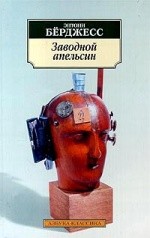 ЭНТОНИ
БЁРДЖЕСС
Заводной
апельсин
АЗБУКА-КЛАССИКА